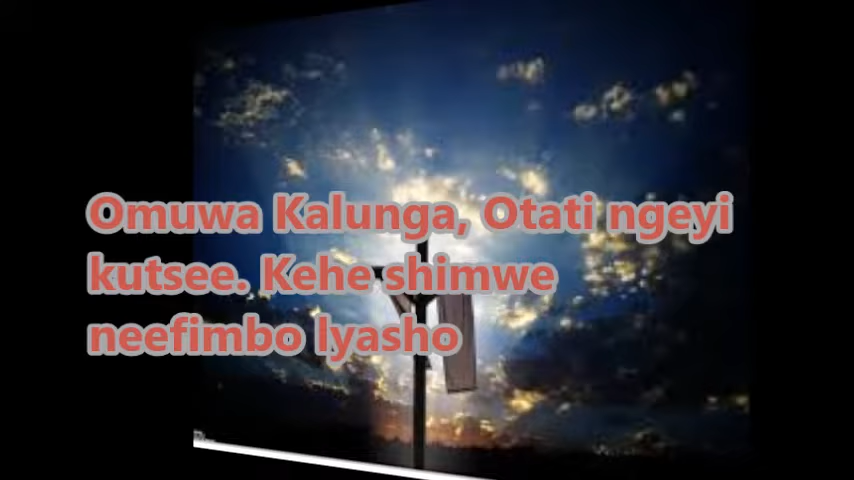 Omuwa Kalunga, Otati ngeyi
kutsee. Kehe shimwe
neefimbo lyasho